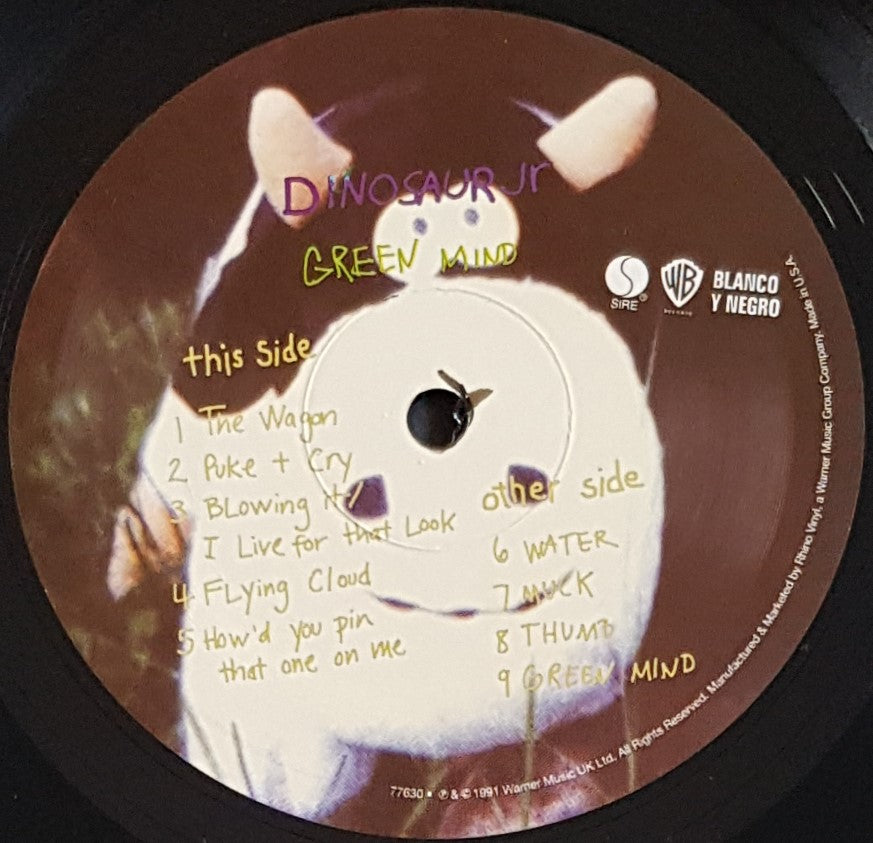 DINOSAUR Jr
GREEN MIND
SIRE®
WB
BLANCO
Y NEGRO
this side
1 The Wagon
2 Puke + Cry
3 BLowing it/
I Live for that Look
4 FLying Cloud
5 How'd you pin
that one on me
other side
6 WATER
7 MUCK
8 THUMB
9 GREEN MIND
77630 • ℗ & © 1991 Warner Music UK Ltd. All Rights Reserved. Manufactured & Marketed by Rhino Vinyl, a Warner Music Group Company. Made in U.S.A.